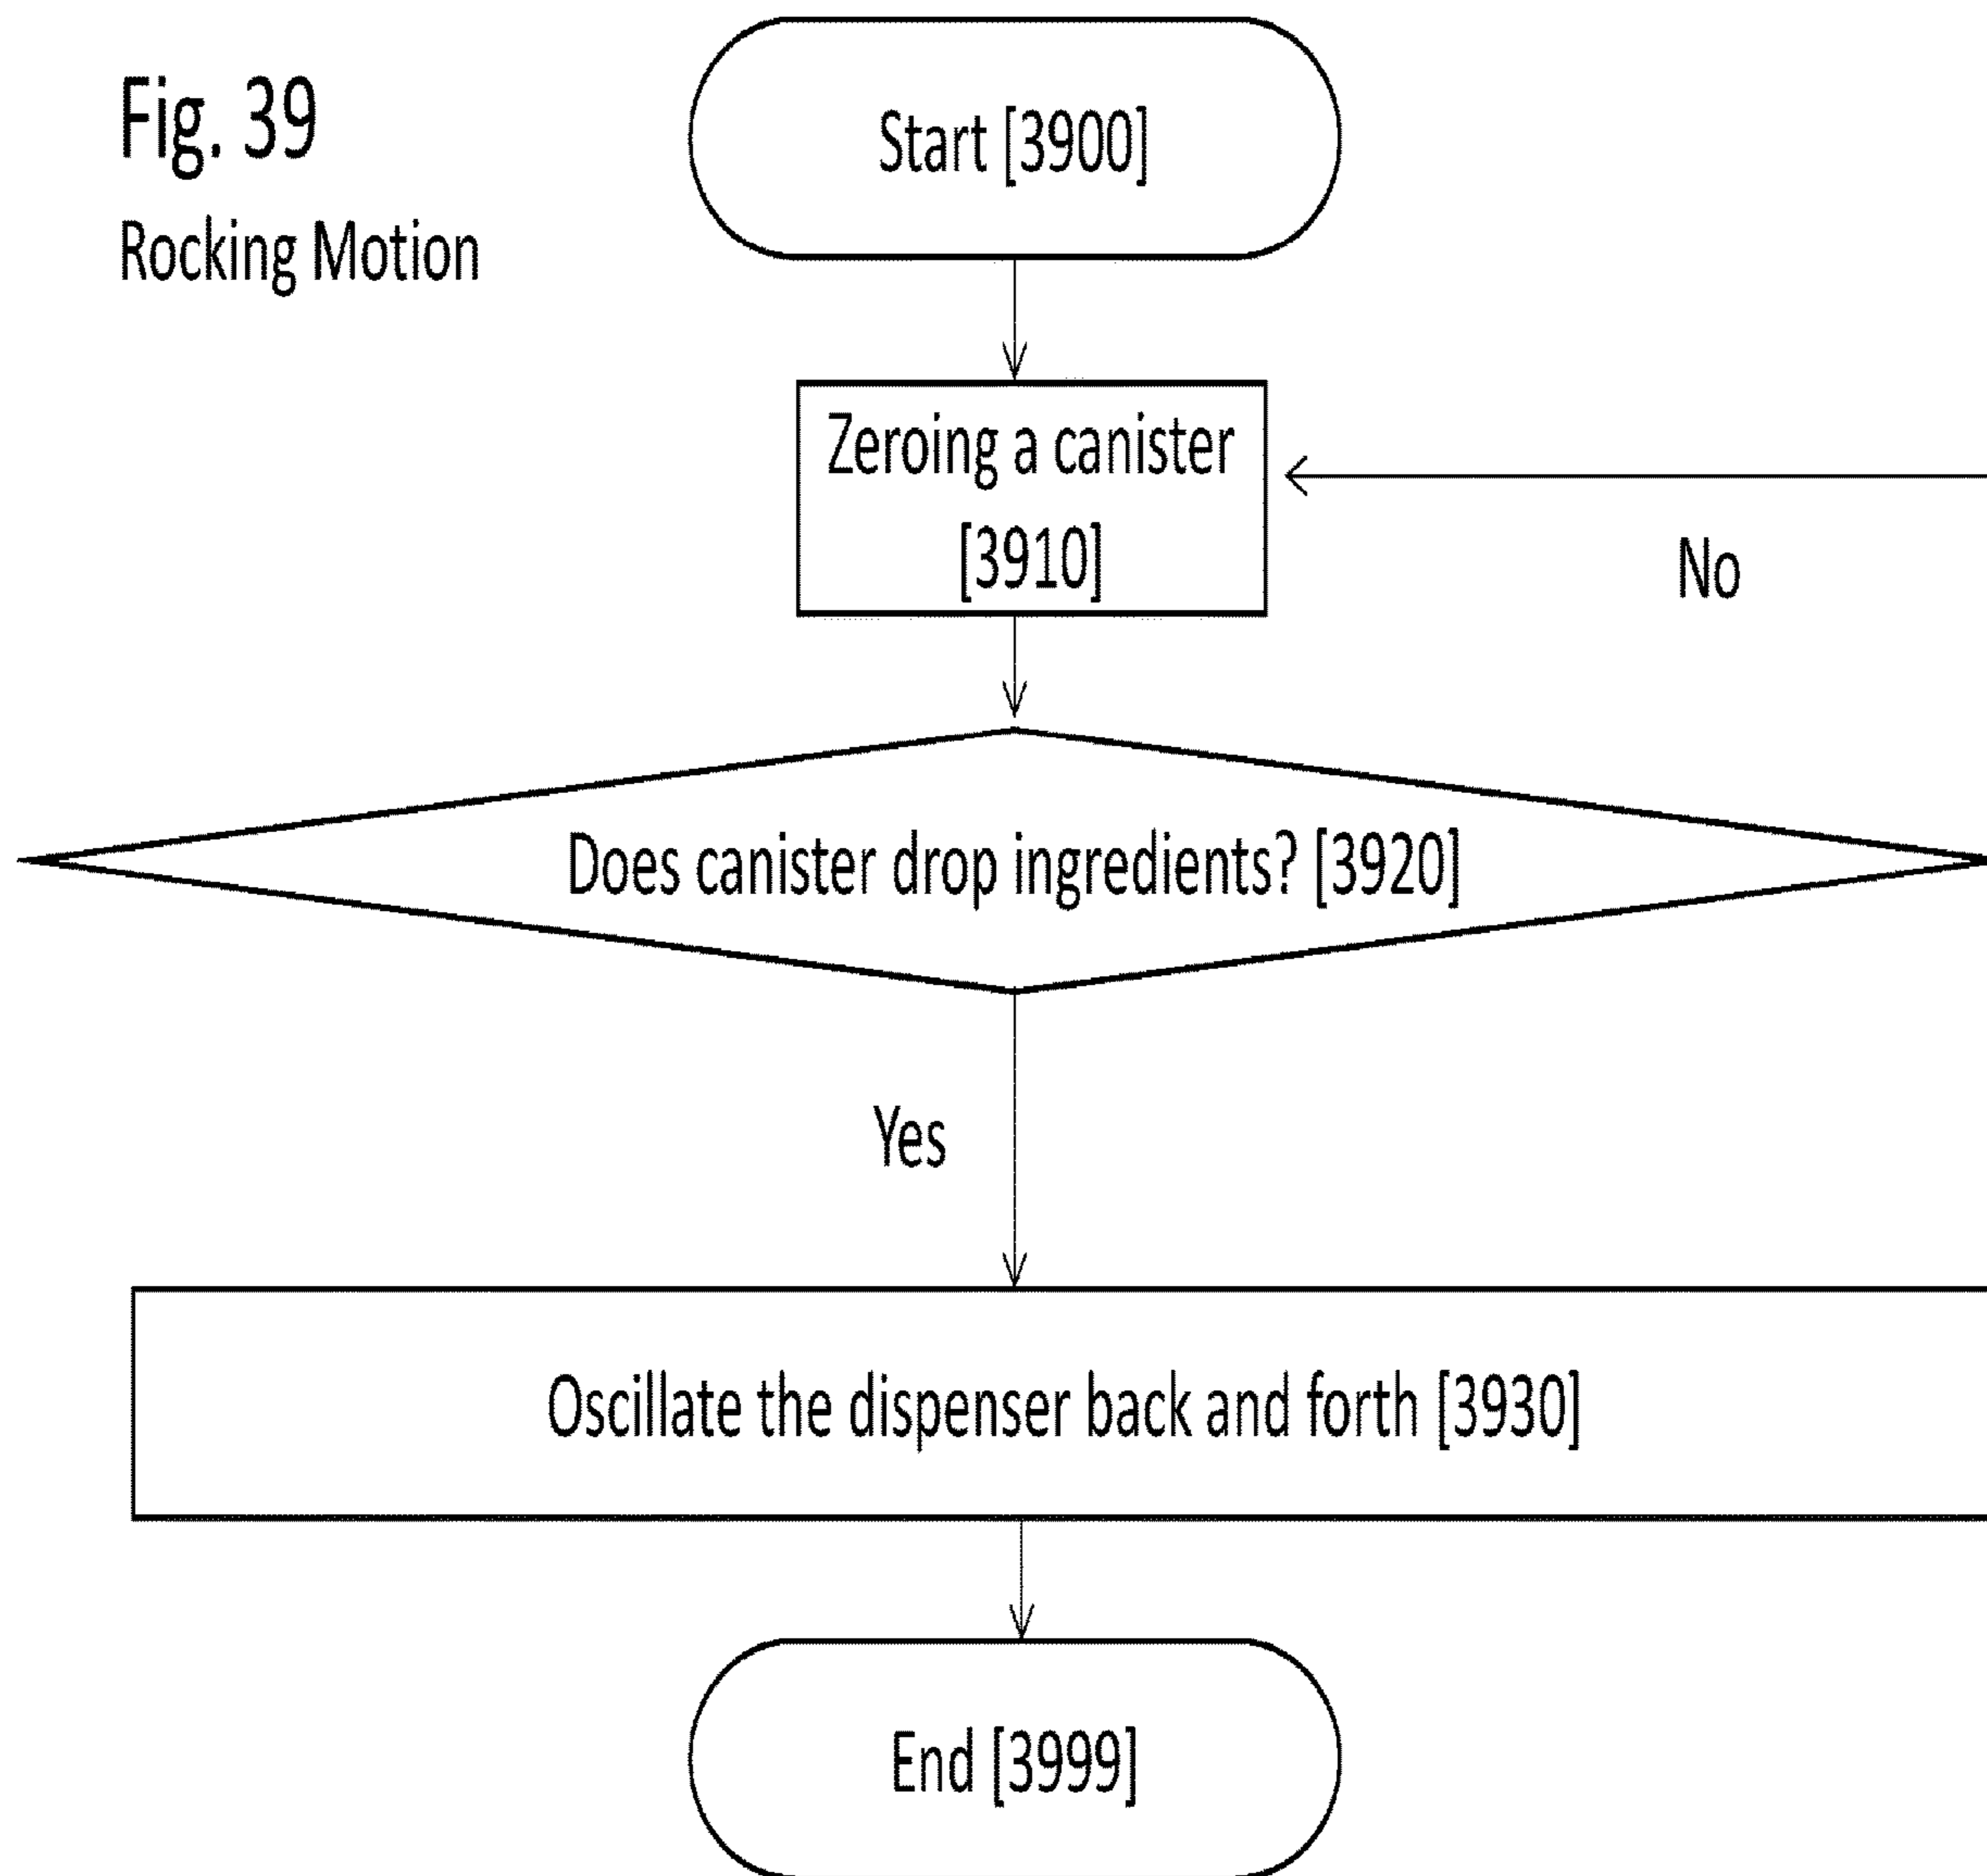 Fig. 39
Rocking Motion
Start [3900]
Zeroing a canister
[3910]
No
Does canister drop ingredients? [3920]
Yes
Oscillate the dispenser back and forth [3930]
End [3999]